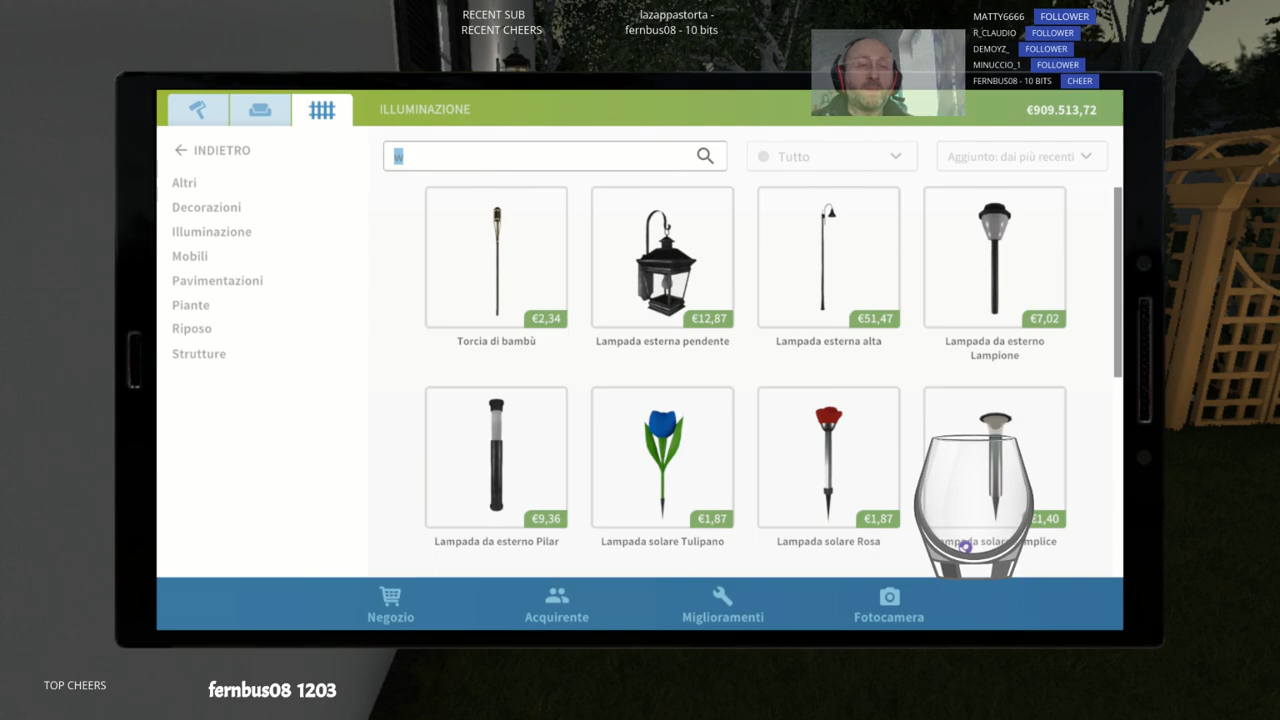 RECENT SUB
lazappastorta -
RECENT CHEERS
fernbus08 - 10 bits
MATTY6666 FOLLOWER
R_CLAUDIO FOLLOWER
DEMOYZ_ FOLLOWER
MINUCCIO_1 FOLLOWER
FERNBUS08 - 10 BITS CHEER
ILLUMINAZIONE
€909.513,72
INDIETRO
Altri
Decorazioni
Illuminazione
Mobili
Pavimentazioni
Piante
Riposo
Strutture
w
Tutto
Aggiunto: dai più recenti
€2,34
€12,87
€51,47
€7,02
Torcia di bambù
Lampada esterna pendente
Lampada esterna alta
Lampada da esterno
Lampione
€9,36
€1,87
€1,87
€1,40
Lampada da esterno Pilar
Lampada solare Tulipano
Lampada solare Rosa
Negozio
Acquirente
Miglioramenti
Fotocamera
TOP CHEERS
fernbus08 1203